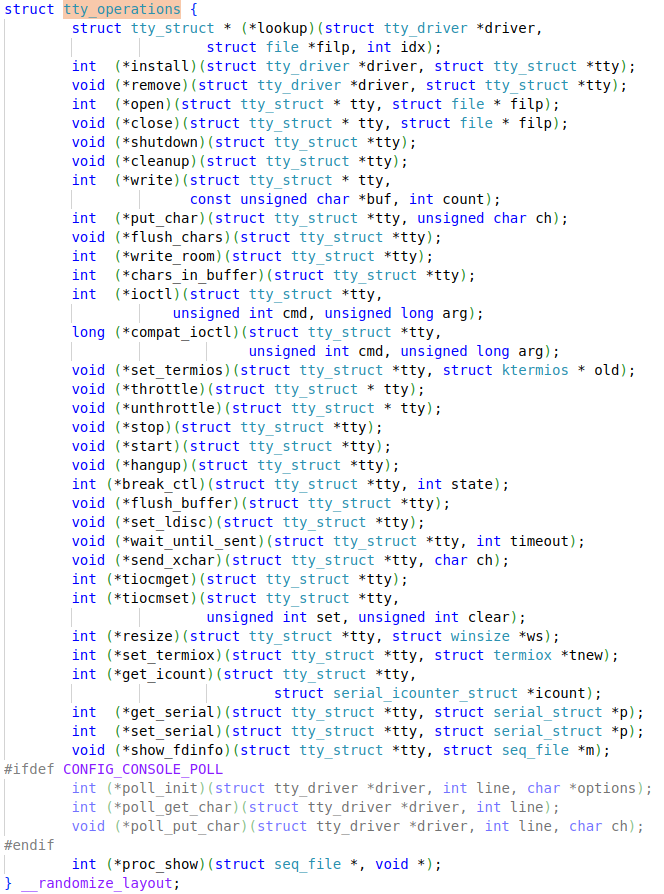 struct tty_operations {
struct tty_struct * (*lookup)(struct tty_driver *driver,
struct file *filp, int idx);
int  (*install)(struct tty_driver *driver, struct tty_struct *tty);
void (*remove)(struct tty_driver *driver, struct tty_struct *tty);
int  (*open)(struct tty_struct * tty, struct file * filp);
void (*close)(struct tty_struct * tty, struct file * filp);
void (*shutdown)(struct tty_struct *tty);
void (*cleanup)(struct tty_struct *tty);
int  (*write)(struct tty_struct * tty,
const unsigned char *buf, int count);
int  (*put_char)(struct tty_struct *tty, unsigned char ch);
void (*flush_chars)(struct tty_struct *tty);
int  (*write_room)(struct tty_struct *tty);
int  (*chars_in_buffer)(struct tty_struct *tty);
int  (*ioctl)(struct tty_struct *tty,
unsigned int cmd, unsigned long arg);
long (*compat_ioctl)(struct tty_struct *tty,
unsigned int cmd, unsigned long arg);
void (*set_termios)(struct tty_struct *tty, struct ktermios * old);
void (*throttle)(struct tty_struct * tty);
void (*unthrottle)(struct tty_struct * tty);
void (*stop)(struct tty_struct *tty);
void (*start)(struct tty_struct *tty);
void (*hangup)(struct tty_struct *tty);
int (*break_ctl)(struct tty_struct *tty, int state);
void (*flush_buffer)(struct tty_struct *tty);
void (*set_ldisc)(struct tty_struct *tty);
void (*wait_until_sent)(struct tty_struct *tty, int timeout);
void (*send_xchar)(struct tty_struct *tty, char ch);
int (*tiocmget)(struct tty_struct *tty);
int (*tiocmset)(struct tty_struct *tty,
unsigned int set, unsigned int clear);
int (*resize)(struct tty_struct *tty, struct winsize *ws);
int (*set_termiox)(struct tty_struct *tty, struct termiox *tnew);
int (*get_icount)(struct tty_struct *tty,
struct serial_icounter_struct *icount);
int  (*get_serial)(struct tty_struct *tty, struct serial_struct *p);
int  (*set_serial)(struct tty_struct *tty, struct serial_struct *p);
void (*show_fdinfo)(struct tty_struct *tty, struct seq_file *m);
#ifdef CONFIG_CONSOLE_POLL
int (*poll_init)(struct tty_driver *driver, int line, char *options);
int (*poll_get_char)(struct tty_driver *driver, int line);
void (*poll_put_char)(struct tty_driver *driver, int line, char ch);
#endif
int (*proc_show)(struct seq_file *, void *);
} __randomize_layout;